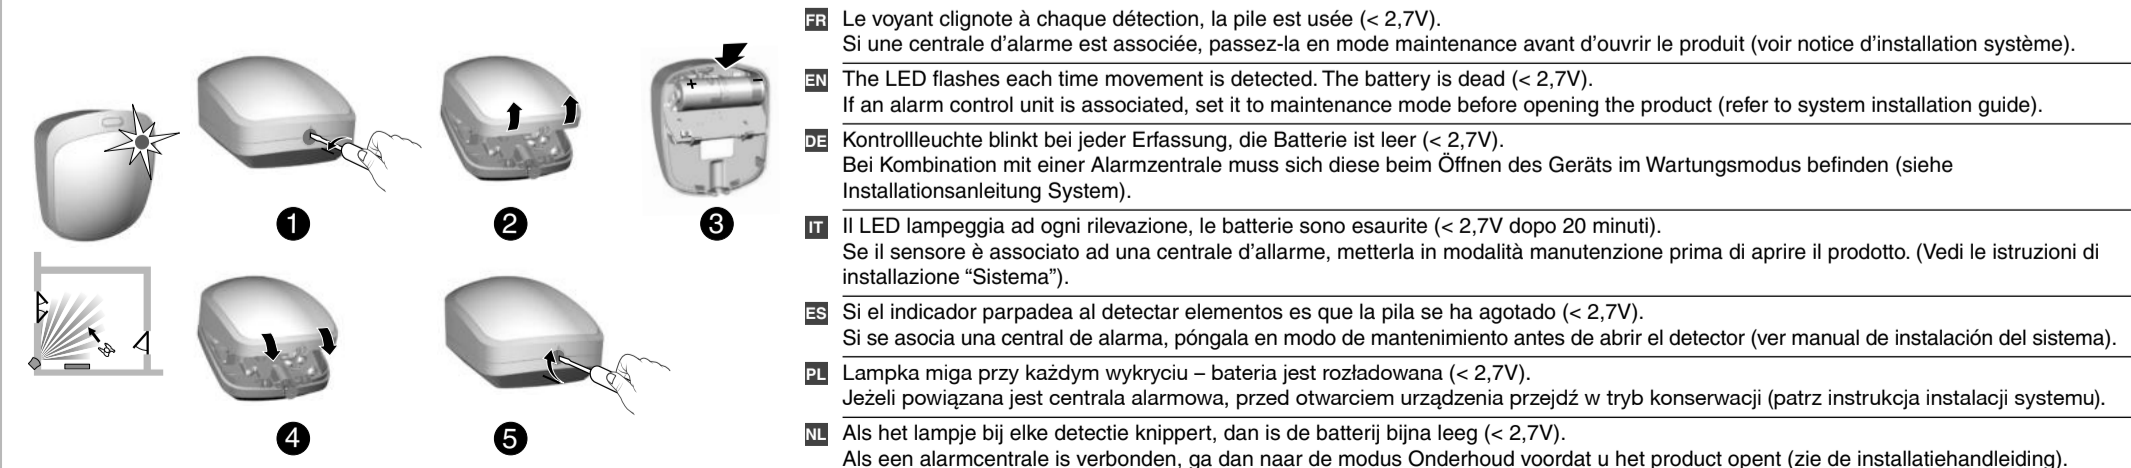 FR Le voyant clignote à chaque détection, la pile est usée (< 2,7V).
Si une centrale d’alarme est associée, passez-la en mode maintenance avant d’ouvrir le produit (voir notice d’installation système).
EN The LED flashes each time movement is detected. The battery is dead (< 2,7V).
If an alarm control unit is associated, set it to maintenance mode before opening the product (refer to system installation guide).
DE Kontrollleuchte blinkt bei jeder Erfassung, die Batterie ist leer (< 2,7V).
Bei Kombination mit einer Alarmzentrale muss sich diese beim Öffnen des Geräts im Wartungsmodus befinden (siehe
Installationsanleitung System).
IT Il LED lampeggia ad ogni rilevazione, le batterie sono esaurite (< 2,7V dopo 20 minuti).
Se il sensore è associato ad una centrale d’allarme, metterla in modalità manutenzione prima di aprire il prodotto. (Vedi le istruzioni di
installazione “Sistema”).
ES Si el indicador parpadea al detectar elementos es que la pila se ha agotado (< 2,7V).
Si se asocia una central de alarma, póngala en modo de mantenimiento antes de abrir el detector (ver manual de instalación del sistema).
PL Lampka miga przy każdym wykryciu – bateria jest rozładowana (< 2,7V).
Jeżeli powiązana jest centrala alarmowa, przed otwarciem urządzenia przejdź w tryb konserwacji (patrz instrukcja instalacji systemu).
NL Als het lampje bij elke detectie knippert, dan is de batterij bijna leeg (< 2,7V).
Als een alarmcentrale is verbonden, ga dan naar de modus Onderhoud voordat u het product opent (zie de installatiehandleiding).
+ −
1 2 3
4 5